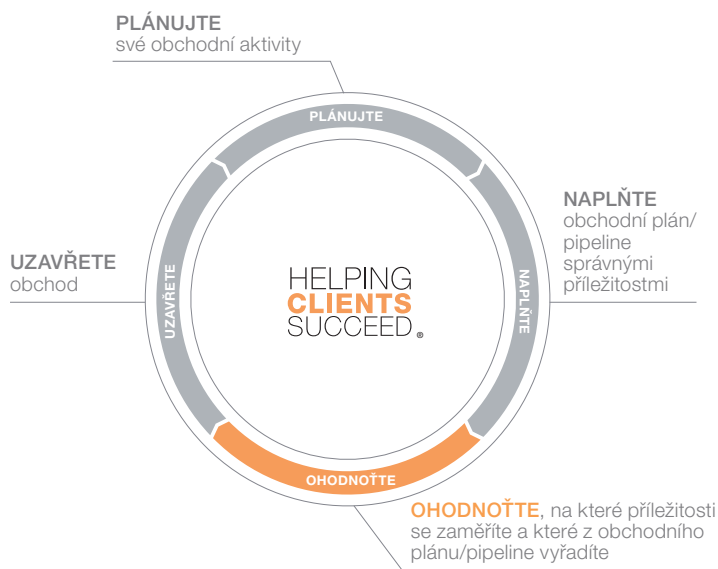 PLÁNUJTE
své obchodní aktivity
PLÁNUJTE
NAPLŇTE
obchodní plán/
pipeline
správnými
příležitostmi
NAPLŇTE
UZAVŘETE
obchod
UZAVŘETE
HELPING
CLIENTS
SUCCEED®
OHODNOŤTE
OHODNOŤTE, na které příležitosti
se zaměříte a které z obchodního
plánu/pipeline vyřadíte